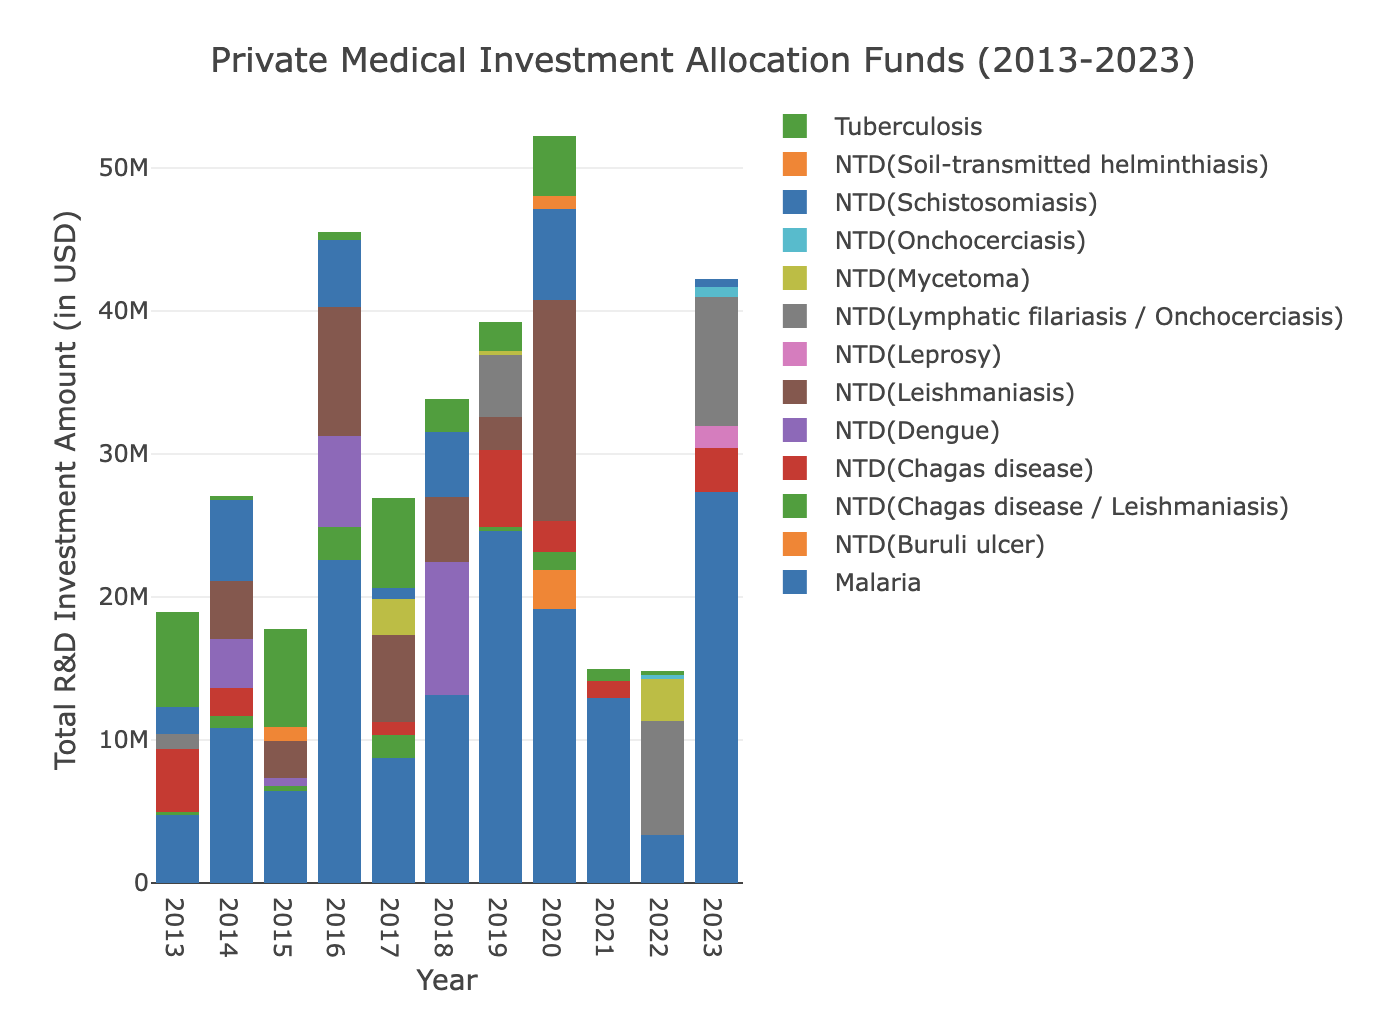 Private Medical Investment Allocation Funds (2013-2023)
Total R&D Investment Amount (in USD)
50M
40M
30M
20M
10M
0
2013
2014
2015
2016
2017
2018
2019
2020
2021
2022
2023
Year
Tuberculosis
NTD(Soil-transmitted helminthiasis)
NTD(Schistosomiasis)
NTD(Onchocerciasis)
NTD(Mycetoma)
NTD(Lymphatic filariasis / Onchocerciasis)
NTD(Leprosy)
NTD(Leishmaniasis)
NTD(Dengue)
NTD(Chagas disease)
NTD(Chagas disease / Leishmaniasis)
NTD(Buruli ulcer)
Malaria